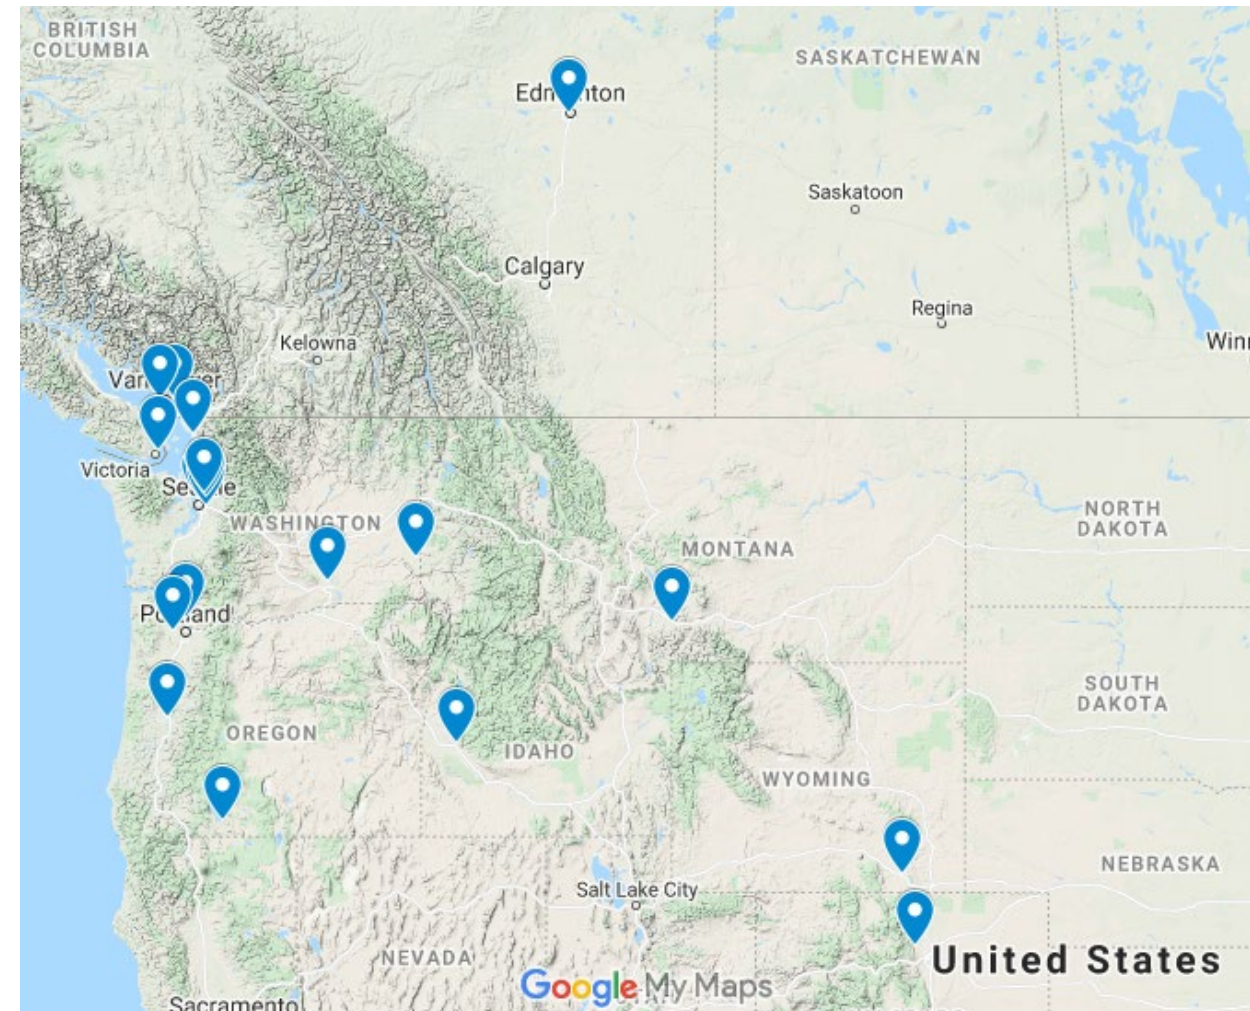 BRITISH
COLUMBIA
SASKATCHEWAN
Saskatoon
Calgary
Regina
Kelowna
Victoria
WASHINGTON
MONTANA
NORTH
DAKOTA
SOUTH
DAKOTA
OREGON
IDAHO
WYOMING
NEBRASKA
Salt Lake City
NEVADA
United States
Google My Maps
Sacramento